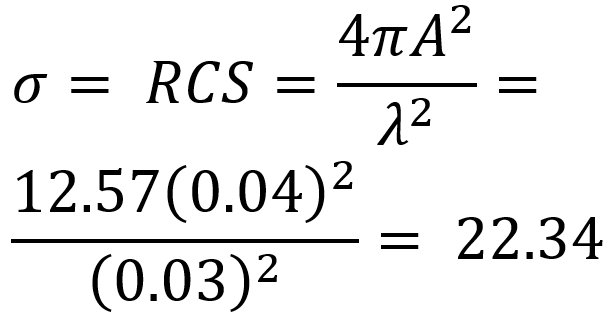 σ = RCS = 4πA² / λ² =
12.57(0.04)² / (0.03)² = 22.34